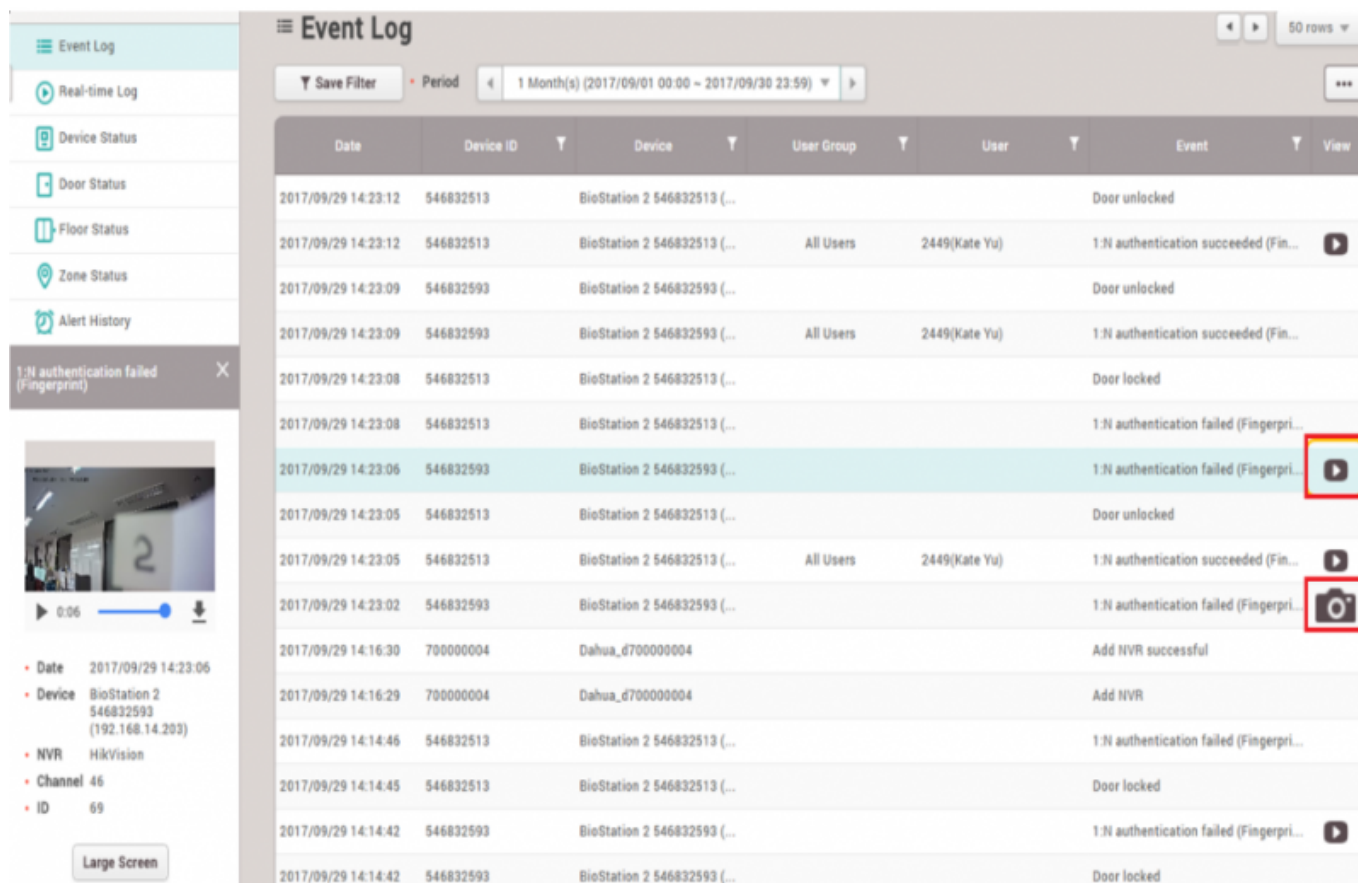 Event Log
Real-time Log
Device Status
Door Status
Floor Status
Zone Status
Alert History
1:N authentication failed
(Fingerprint)
2
0:06
Date 2017/09/29 14:23:06
Device BioStation 2
546832593
(192.168.14.203)
NVR HikVision
Channel 46
ID 69
Large Screen
Event Log
50 rows
Save Filter Period 1 Month(s) (2017/09/01 00:00 ~ 2017/09/30 23:59) ...
Date Device ID Device User Group User Event View
2017/09/29 14:23:12 546832513 BioStation 2 546832513 (... Door unlocked
2017/09/29 14:23:12 546832513 BioStation 2 546832513 (... All Users 2449(Kate Yu) 1:N authentication succeeded (Fin...
2017/09/29 14:23:09 546832593 BioStation 2 546832593 (... Door unlocked
2017/09/29 14:23:09 546832593 BioStation 2 546832593 (... All Users 2449(Kate Yu) 1:N authentication succeeded (Fin...
2017/09/29 14:23:08 546832513 BioStation 2 546832513 (... Door locked
2017/09/29 14:23:08 546832513 BioStation 2 546832513 (... 1:N authentication failed (Fingerpri...
2017/09/29 14:23:06 546832593 BioStation 2 546832593 (... 1:N authentication failed (Fingerpri...
2017/09/29 14:23:05 546832513 BioStation 2 546832513 (... Door unlocked
2017/09/29 14:23:05 546832513 BioStation 2 546832513 (... All Users 2449(Kate Yu) 1:N authentication succeeded (Fin...
2017/09/29 14:23:02 546832593 BioStation 2 546832593 (... 1:N authentication failed (Fingerpri...
2017/09/29 14:16:30 700000004 Dahua_d700000004 Add NVR successful
2017/09/29 14:16:29 700000004 Dahua_d700000004 Add NVR
2017/09/29 14:14:46 546832513 BioStation 2 546832513 (... 1:N authentication failed (Fingerpri...
2017/09/29 14:14:45 546832513 BioStation 2 546832513 (... Door locked
2017/09/29 14:14:42 546832593 BioStation 2 546832593 (... 1:N authentication failed (Fingerpri...
2017/09/29 14:14:42 546832593 BioStation 2 546832593 (... Door locked